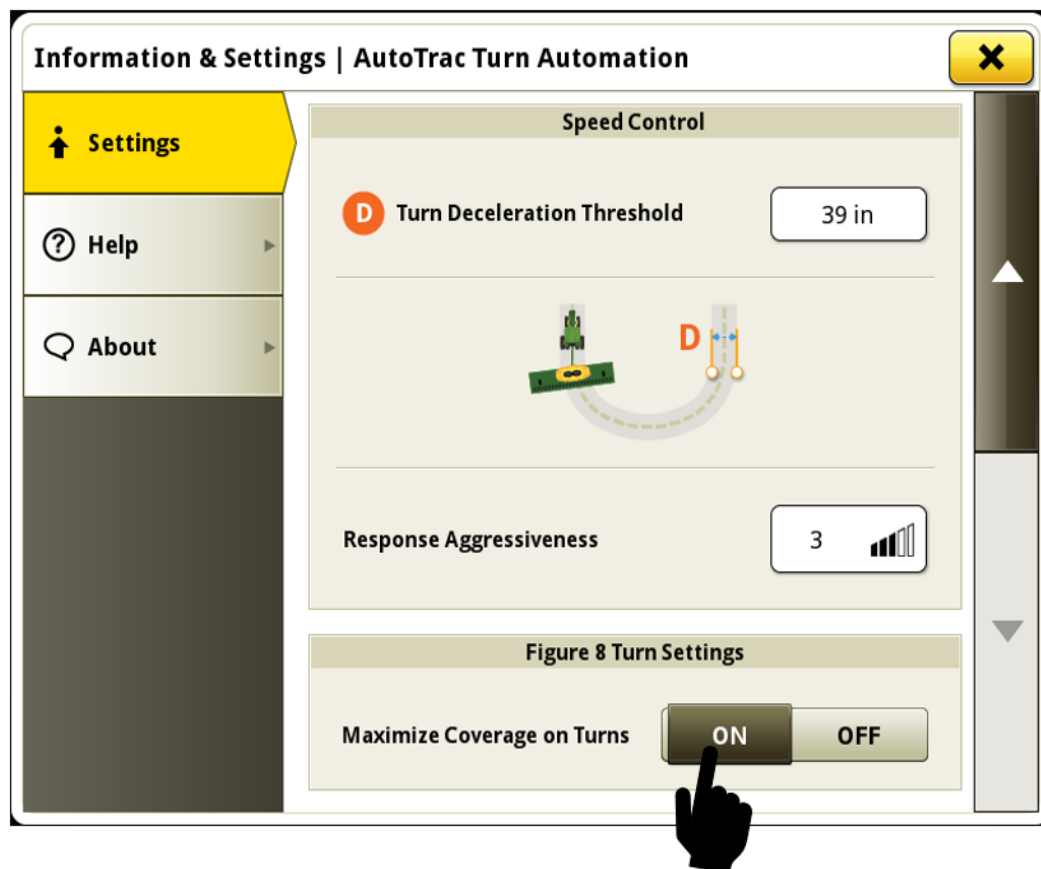 Information & Settings | AutoTrac Turn Automation
Settings
Help
About
Speed Control
D Turn Deceleration Threshold 39 in
D
Response Aggressiveness 3
Figure 8 Turn Settings
Maximize Coverage on Turns ON OFF